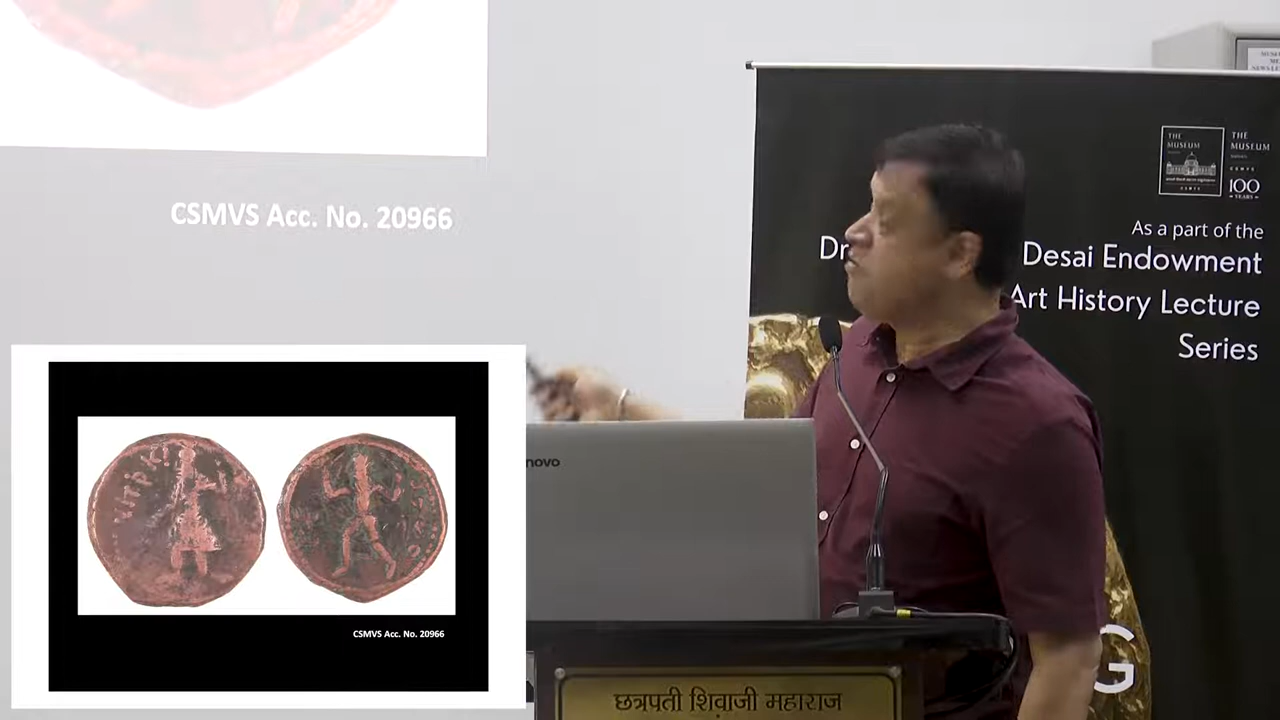 CSMVS Acc. No. 20966
THE
MUSEUM
THE
MUSEUM
100
YEARS
As a part of the
Desai Endowment
Art History Lecture
Series
novo
CSMVS Acc. No. 20966
G
छत्रपती शिवाजी महाराज